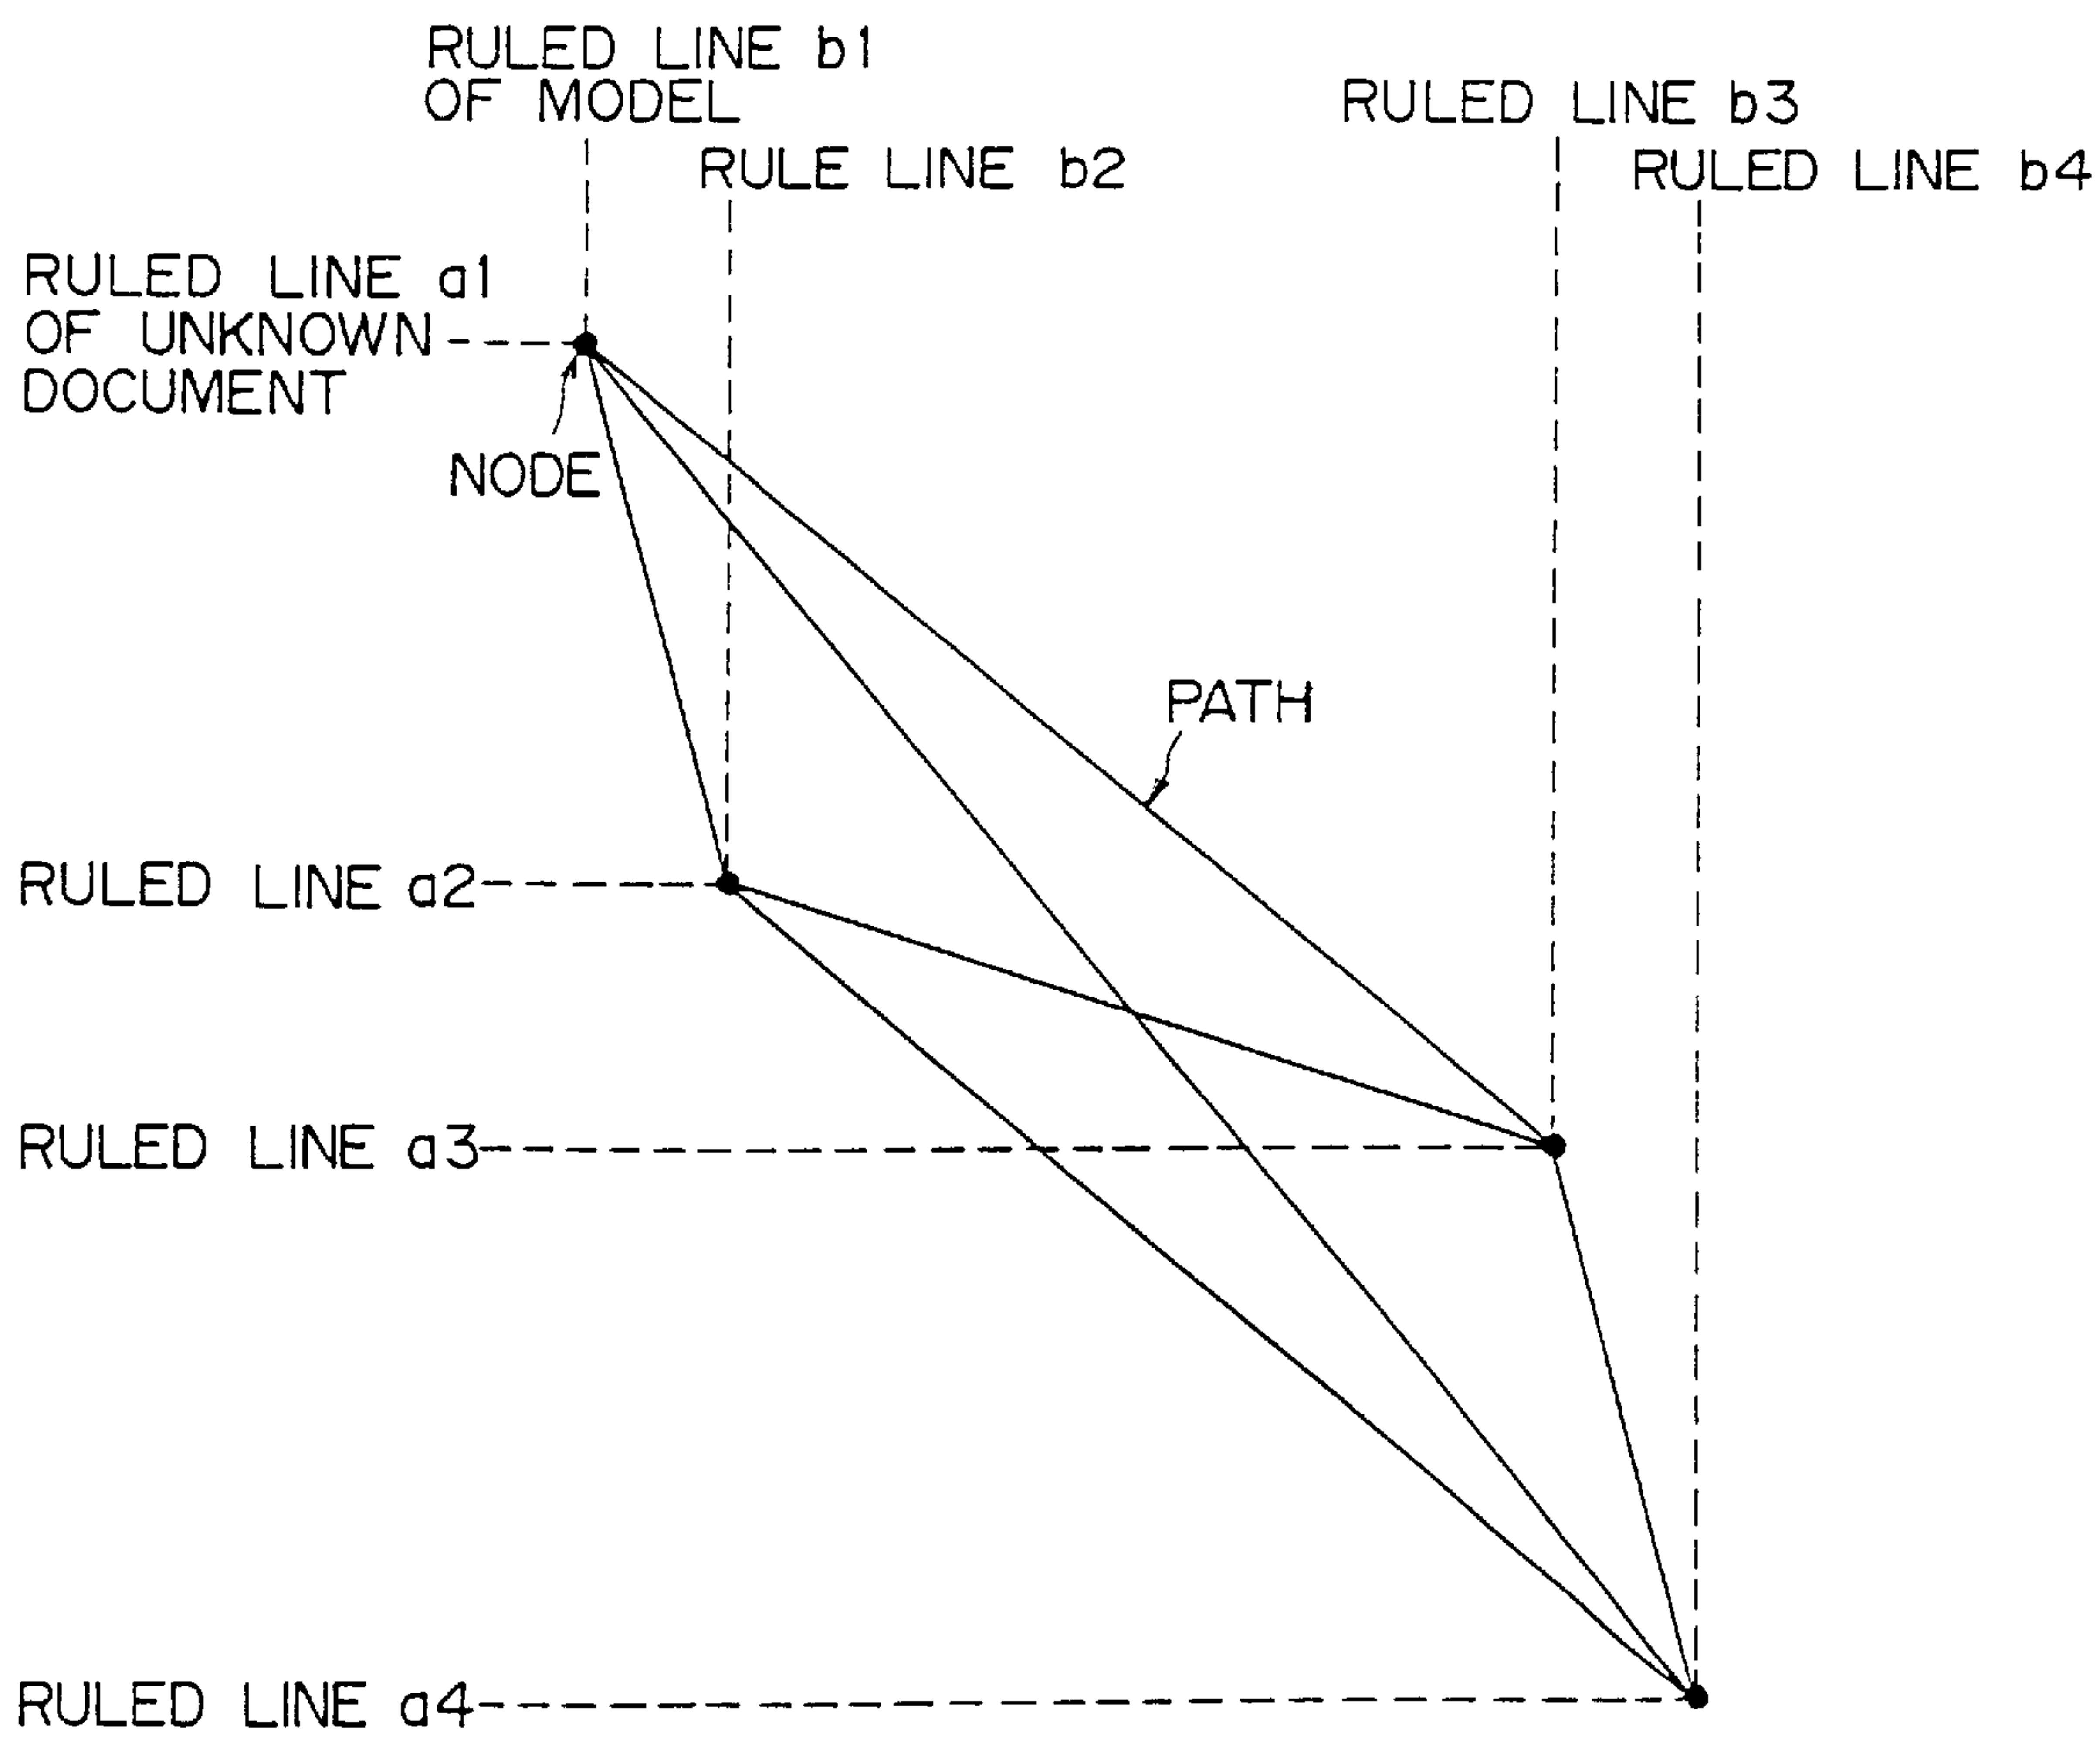 RULED LINE b1
OF MODEL
RULE LINE b2
RULED LINE b3
RULED LINE b4
RULED LINE a1
OF UNKNOWN
DOCUMENT
NODE
PATH
RULED LINE a2
RULED LINE a3
RULED LINE a4